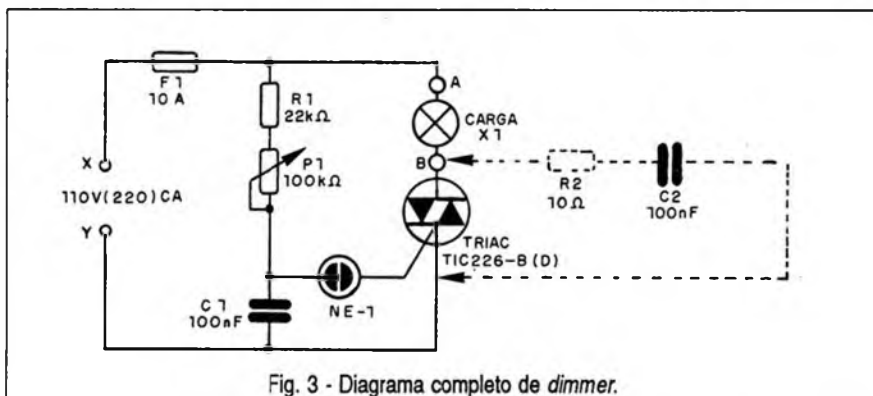 F1
10 A
R1
22kΩ
P1
100kΩ
X
110V(220)CA
Y
C1
100nF
NE-1
A
CARGA
X1
B
TRIAC
TIC226-B(D)
R2
10Ω
C2
100nF
Fig. 3 - Diagrama completo de dimmer.